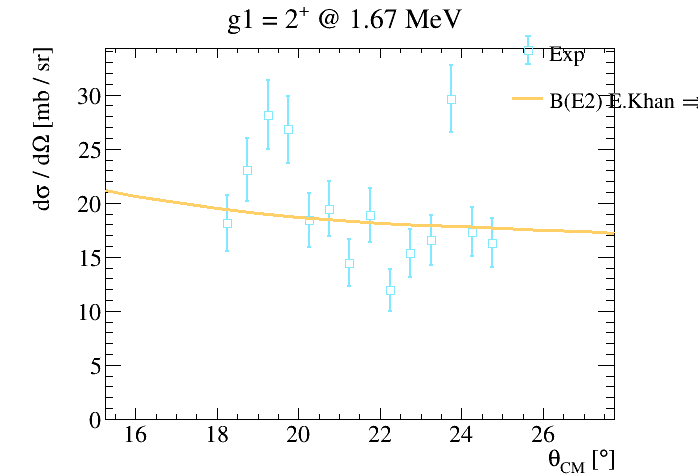 g1 = 2⁺ @ 1.67 MeV
dσ / dΩ [mb / sr]
Exp
B(E2) E.Khan ⇒
30
25
20
15
10
5
0
16 18 20 22 24 26
θ_CM [°]